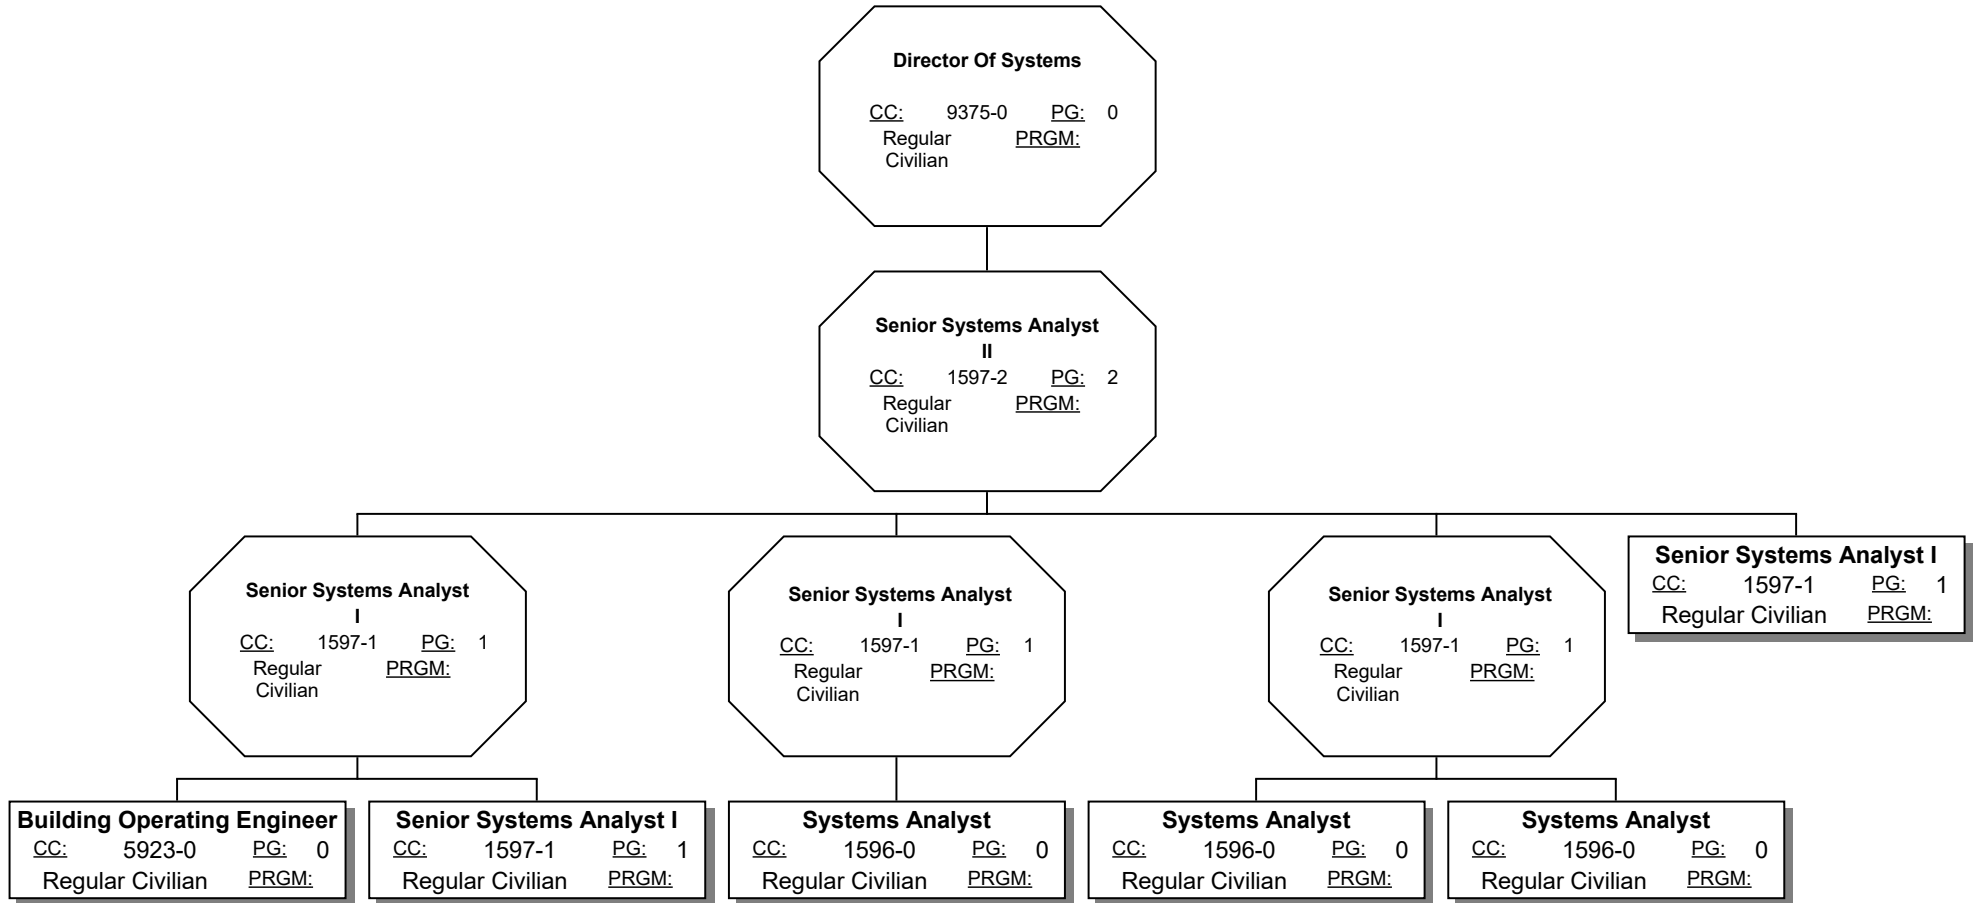 Director Of Systems
CC: 9375-0 PG: 0
Regular PRGM:
Civilian
Senior Systems Analyst
II
CC: 1597-2 PG: 2
Regular PRGM:
Civilian
Senior Systems Analyst
I
CC: 1597-1 PG: 1
Regular PRGM:
Civilian
Senior Systems Analyst
I
CC: 1597-1 PG: 1
Regular PRGM:
Civilian
Senior Systems Analyst
I
CC: 1597-1 PG: 1
Regular PRGM:
Civilian
Senior Systems Analyst I
CC: 1597-1 PG: 1
Regular Civilian PRGM:
Building Operating Engineer
CC: 5923-0 PG: 0
Regular Civilian PRGM:
Senior Systems Analyst I
CC: 1597-1 PG: 1
Regular Civilian PRGM:
Systems Analyst
CC: 1596-0 PG: 0
Regular Civilian PRGM:
Systems Analyst
CC: 1596-0 PG: 0
Regular Civilian PRGM:
Systems Analyst
CC: 1596-0 PG: 0
Regular Civilian PRGM: